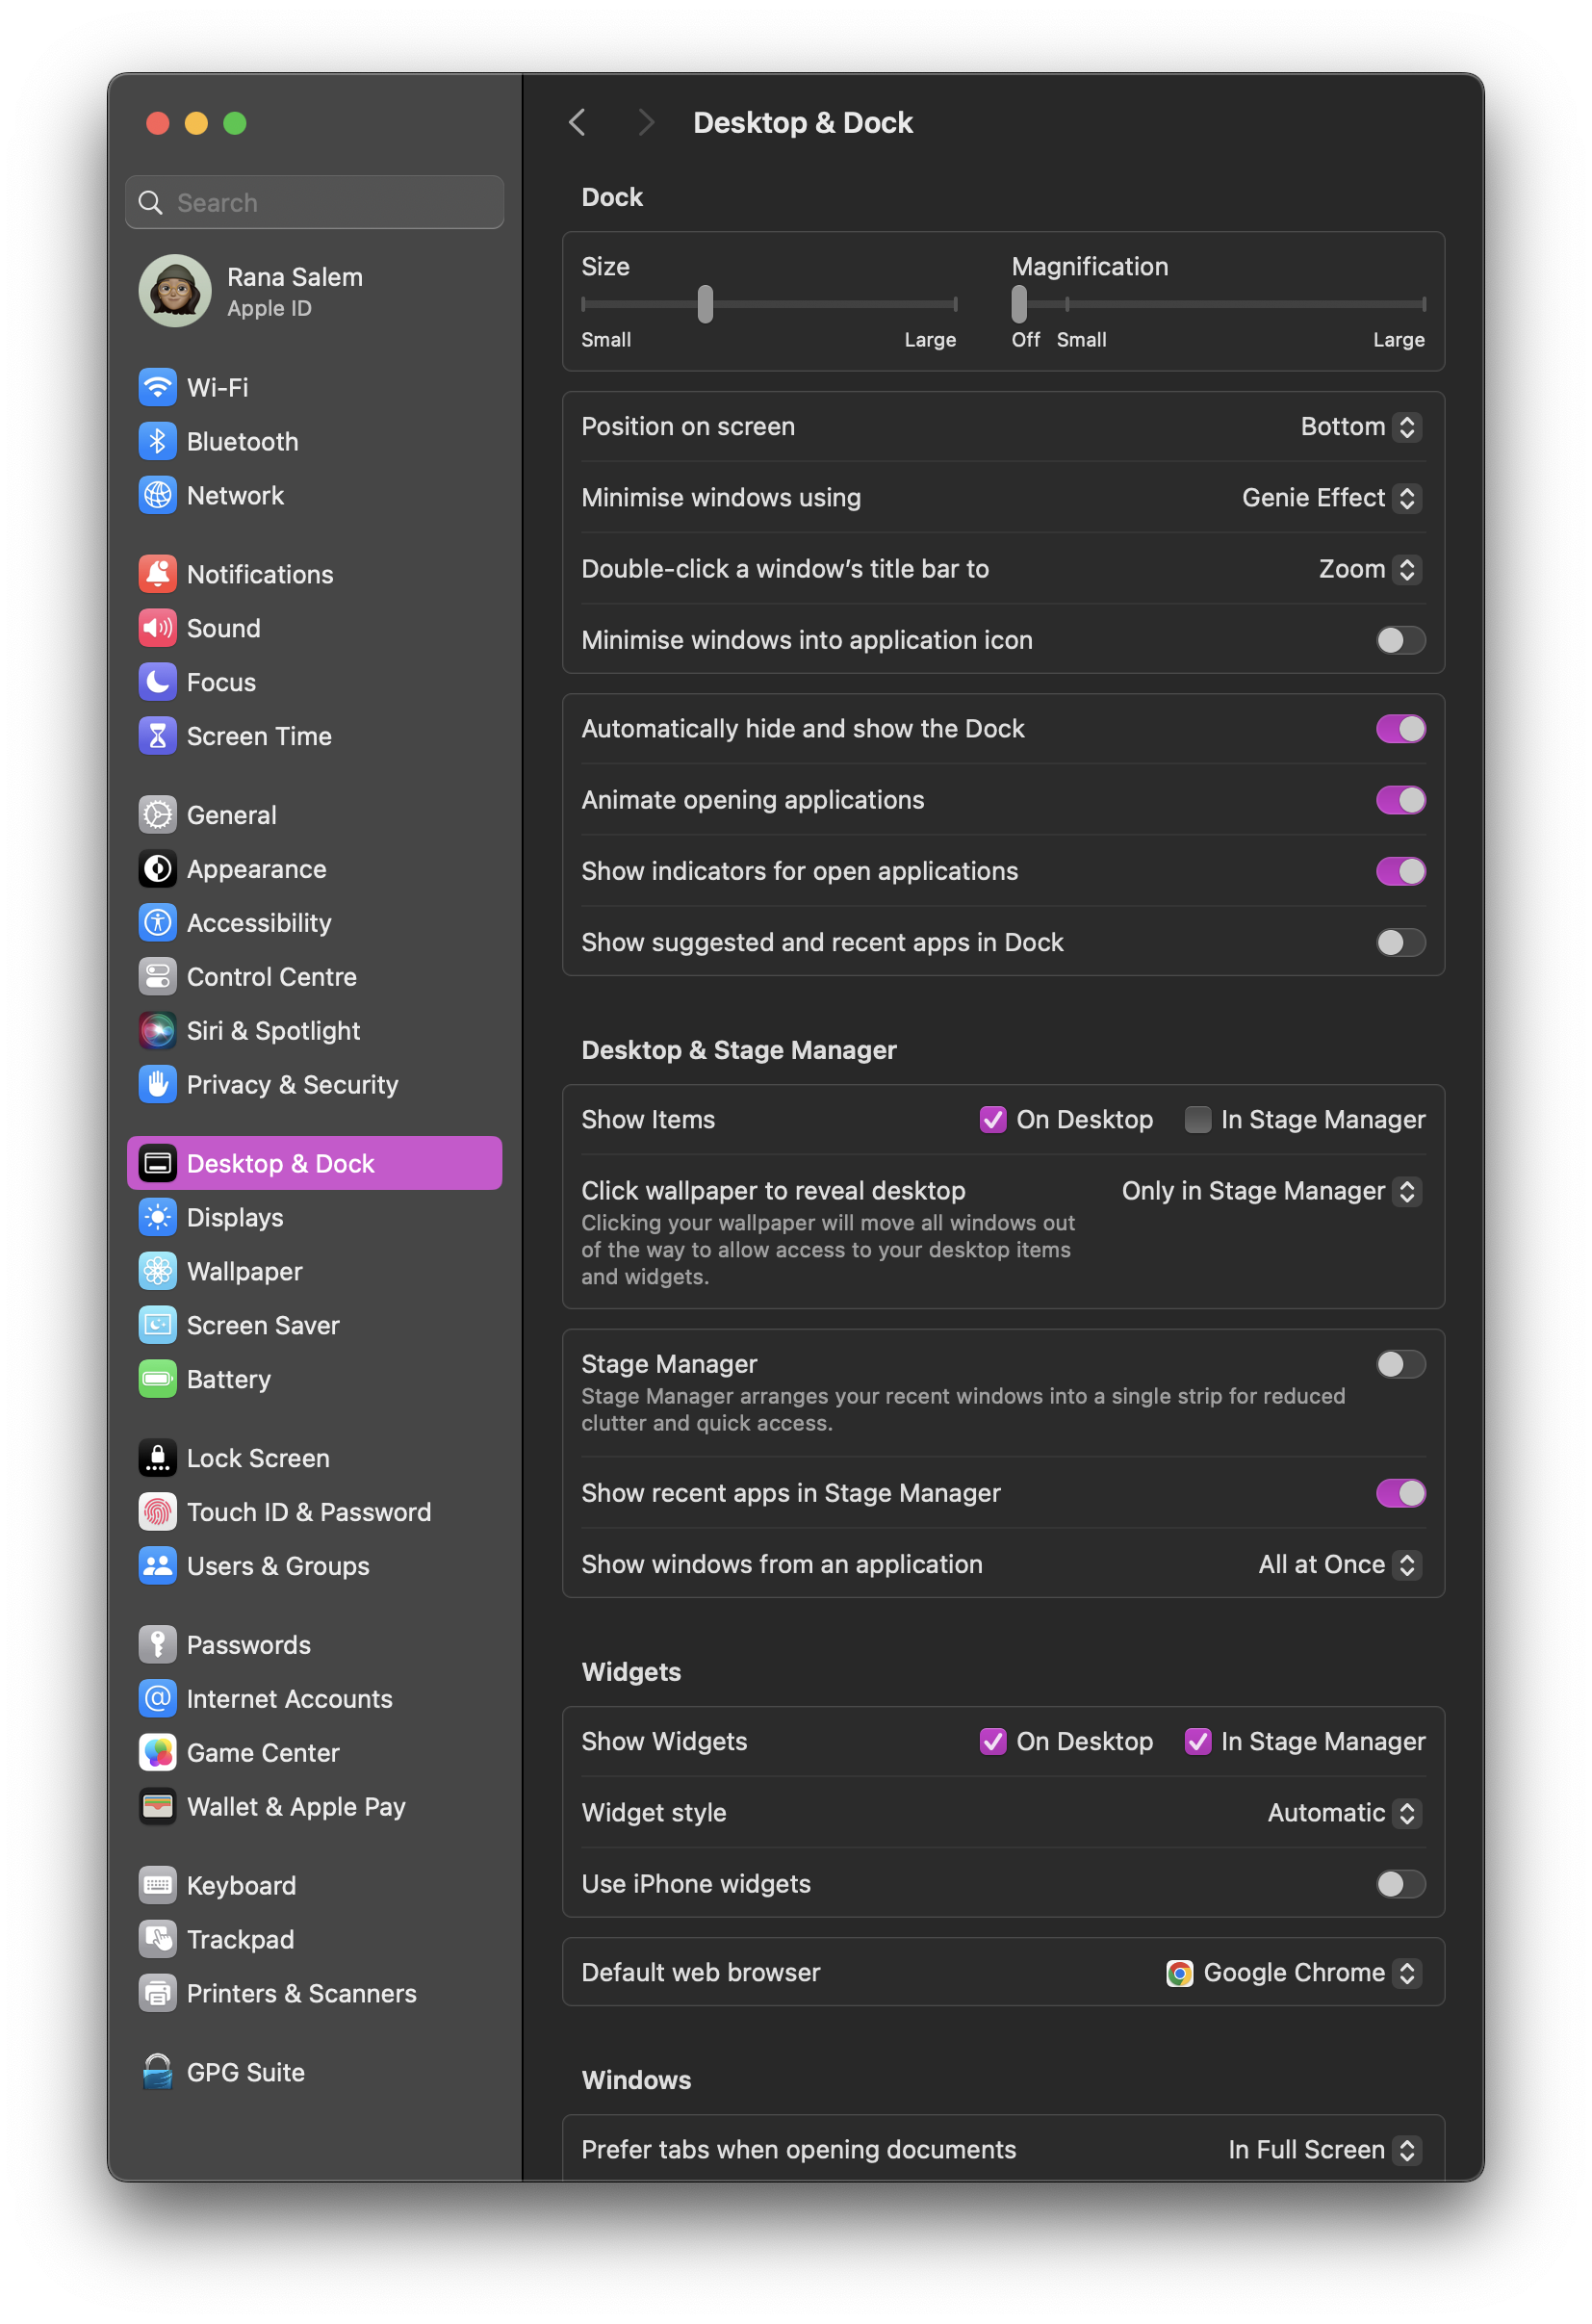 Search
Rana Salem
Apple ID
Wi-Fi
Bluetooth
Network
Notifications
Sound
Focus
Screen Time
General
Appearance
Accessibility
Control Centre
Siri & Spotlight
Privacy & Security
Desktop & Dock
Displays
Wallpaper
Screen Saver
Battery
Lock Screen
Touch ID & Password
Users & Groups
Passwords
Internet Accounts
Game Center
Wallet & Apple Pay
Keyboard
Trackpad
Printers & Scanners
GPG Suite
Desktop & Dock
Dock
Size Magnification
Small Large Off Small Large
Position on screen Bottom
Minimise windows using Genie Effect
Double-click a window’s title bar to Zoom
Minimise windows into application icon
Automatically hide and show the Dock
Animate opening applications
Show indicators for open applications
Show suggested and recent apps in Dock
Desktop & Stage Manager
Show Items On Desktop In Stage Manager
Click wallpaper to reveal desktop Only in Stage Manager
Clicking your wallpaper will move all windows out
of the way to allow access to your desktop items
and widgets.
Stage Manager
Stage Manager arranges your recent windows into a single strip for reduced
clutter and quick access.
Show recent apps in Stage Manager
Show windows from an application All at Once
Widgets
Show Widgets On Desktop In Stage Manager
Widget style Automatic
Use iPhone widgets
Default web browser Google Chrome
Windows
Prefer tabs when opening documents In Full Screen